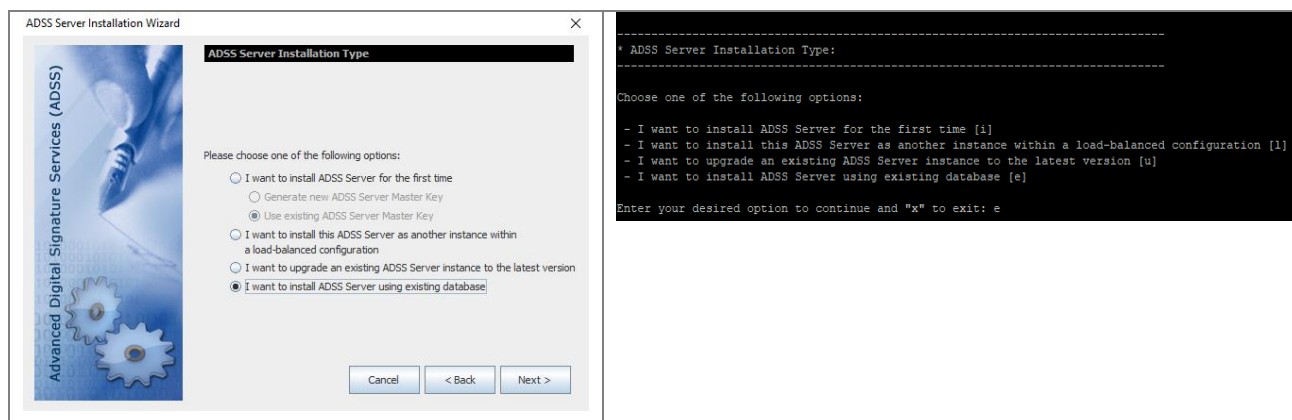 ADSS Server Installation Wizard
Advanced Digital Signature Services (ADSS)
ADSS Server Installation Type
Please choose one of the following options:
I want to install ADSS Server for the first time
Generate new ADSS Server Master Key
Use existing ADSS Server Master Key
I want to install this ADSS Server as another instance within
a load-balanced configuration
I want to upgrade an existing ADSS Server instance to the latest version
I want to install ADSS Server using existing database
Cancel < Back Next >
--------------------------------------------------------------------------------
* ADSS Server Installation Type:
--------------------------------------------------------------------------------
Choose one of the following options:
- I want to install ADSS Server for the first time [i]
- I want to install this ADSS Server as another instance within a load-balanced configuration [l]
- I want to upgrade an existing ADSS Server instance to the latest version [u]
- I want to install ADSS Server using existing database [e]
Enter your desired option to continue and "x" to exit: e